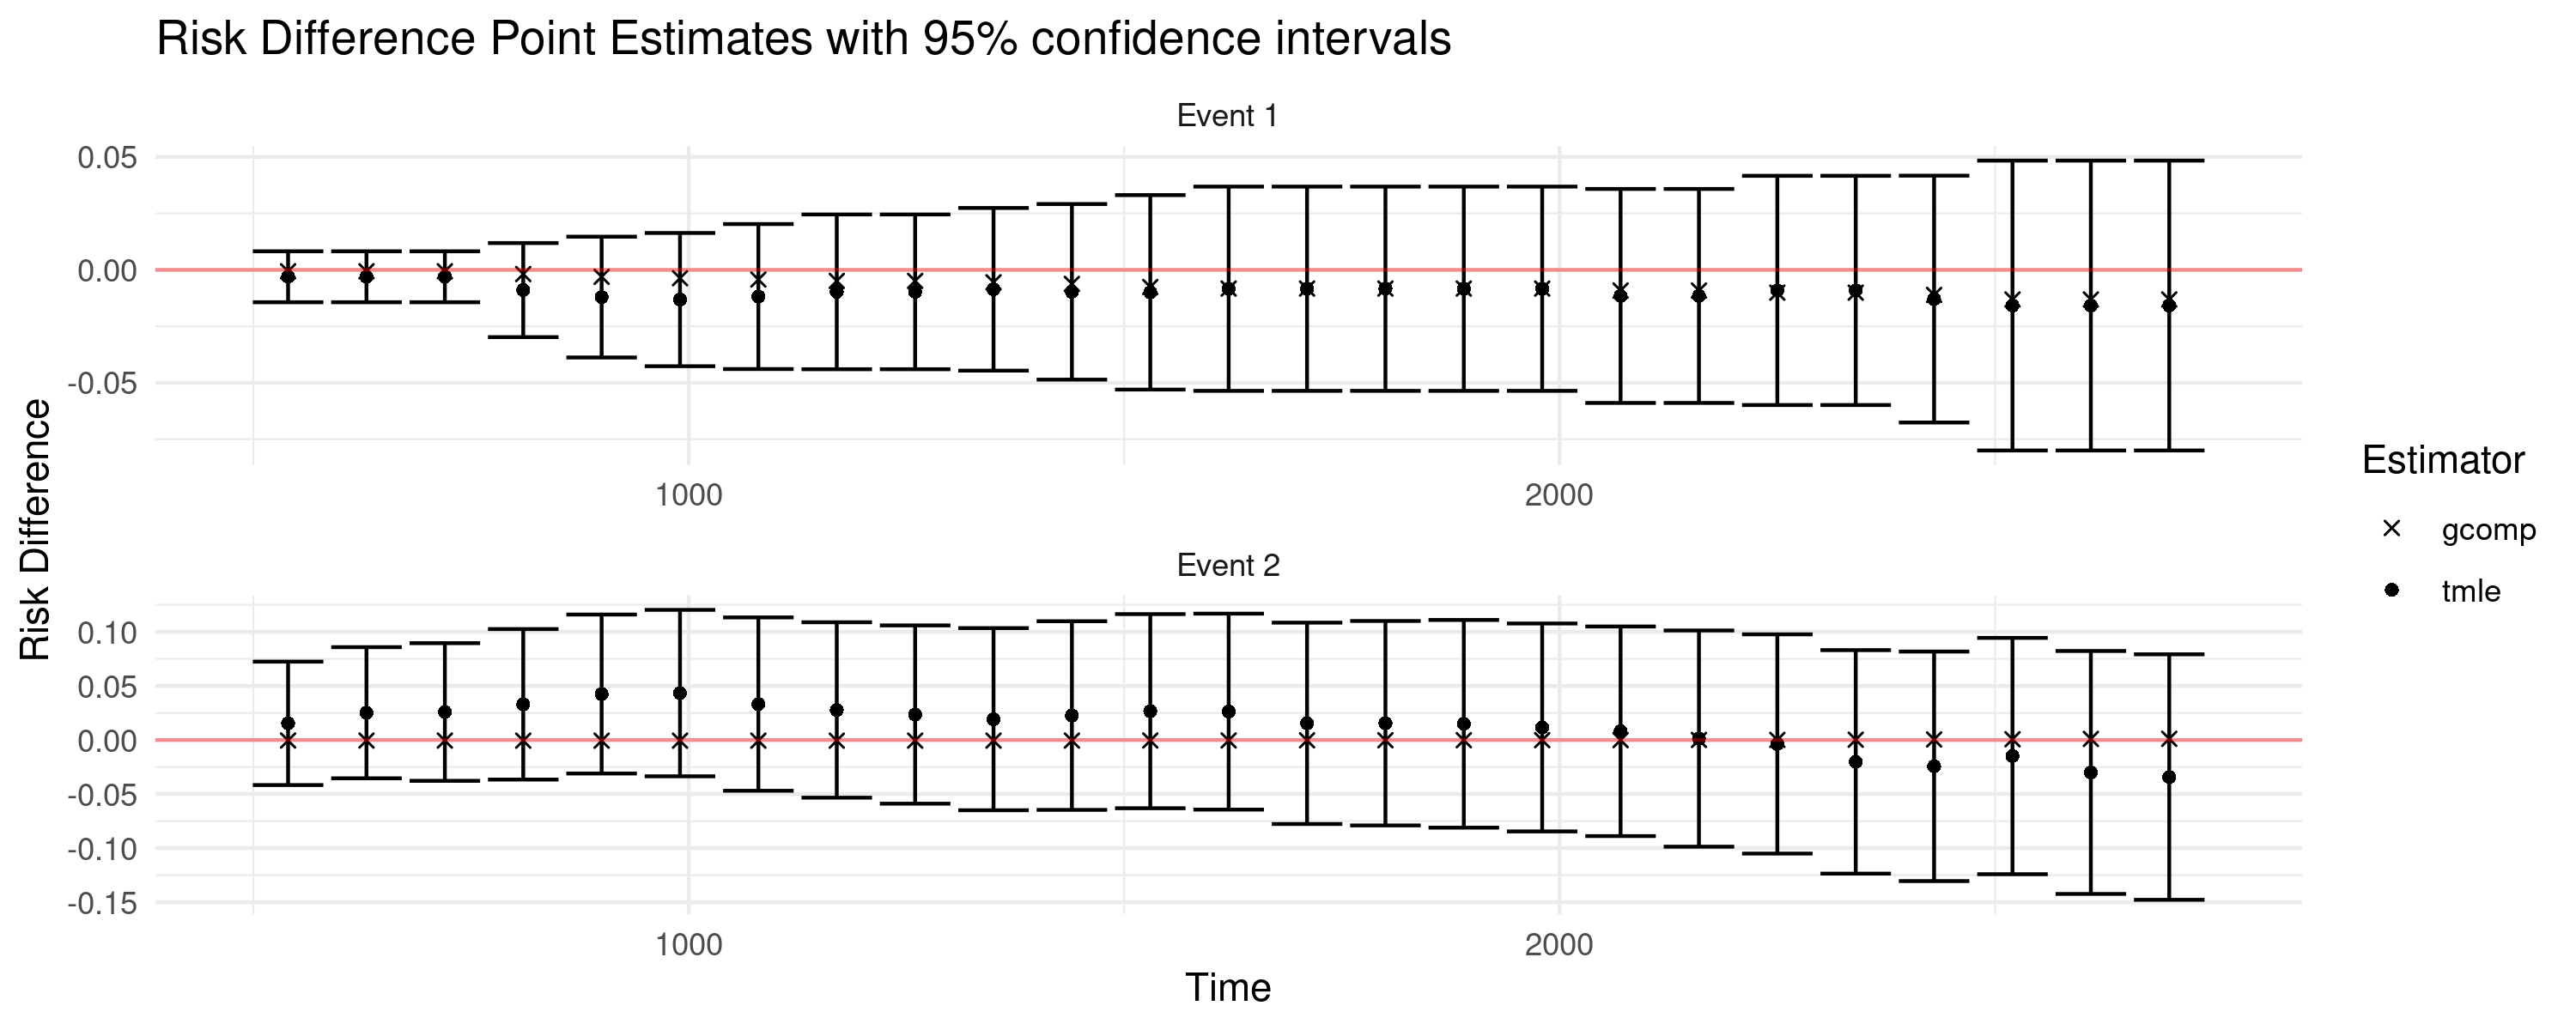 Risk Difference Point Estimates with 95% confidence intervals
Event 1
0.05
0.00
-0.05
1000 2000
Event 2
0.10
0.05
0.00
-0.05
-0.10
-0.15
1000 2000
Time
Risk Difference
Estimator
gcomp
tmle